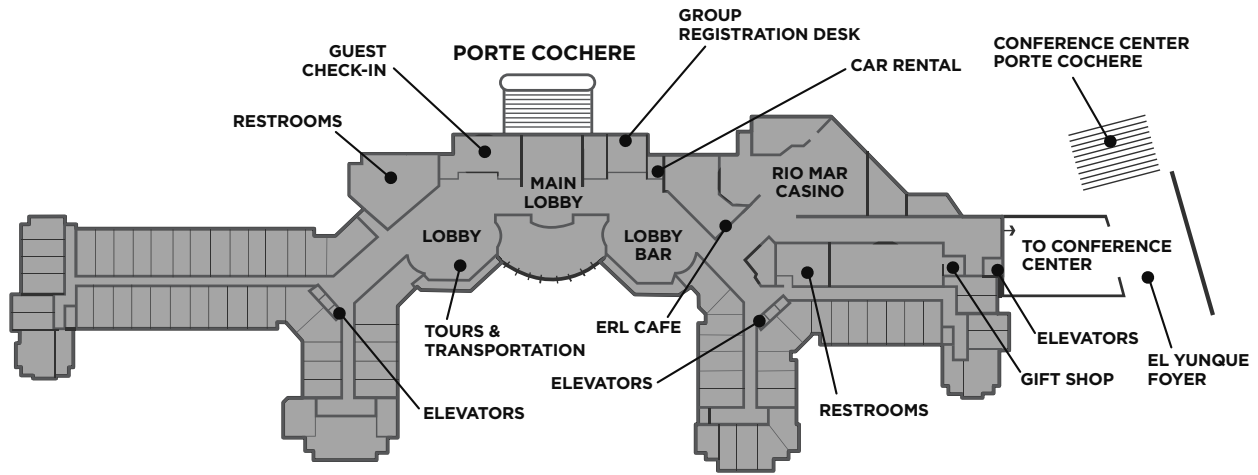 GROUP
REGISTRATION DESK
GUEST
CHECK-IN
PORTE COCHERE
CONFERENCE CENTER
PORTE COCHERE
CAR RENTAL
RESTROOMS
MAIN
LOBBY
RIO MAR
CASINO
LOBBY
LOBBY
BAR
TO CONFERENCE
CENTER
TOURS &
TRANSPORTATION
ERL CAFE
ELEVATORS
EL YUNQUE
FOYER
ELEVATORS
GIFT SHOP
ELEVATORS
RESTROOMS